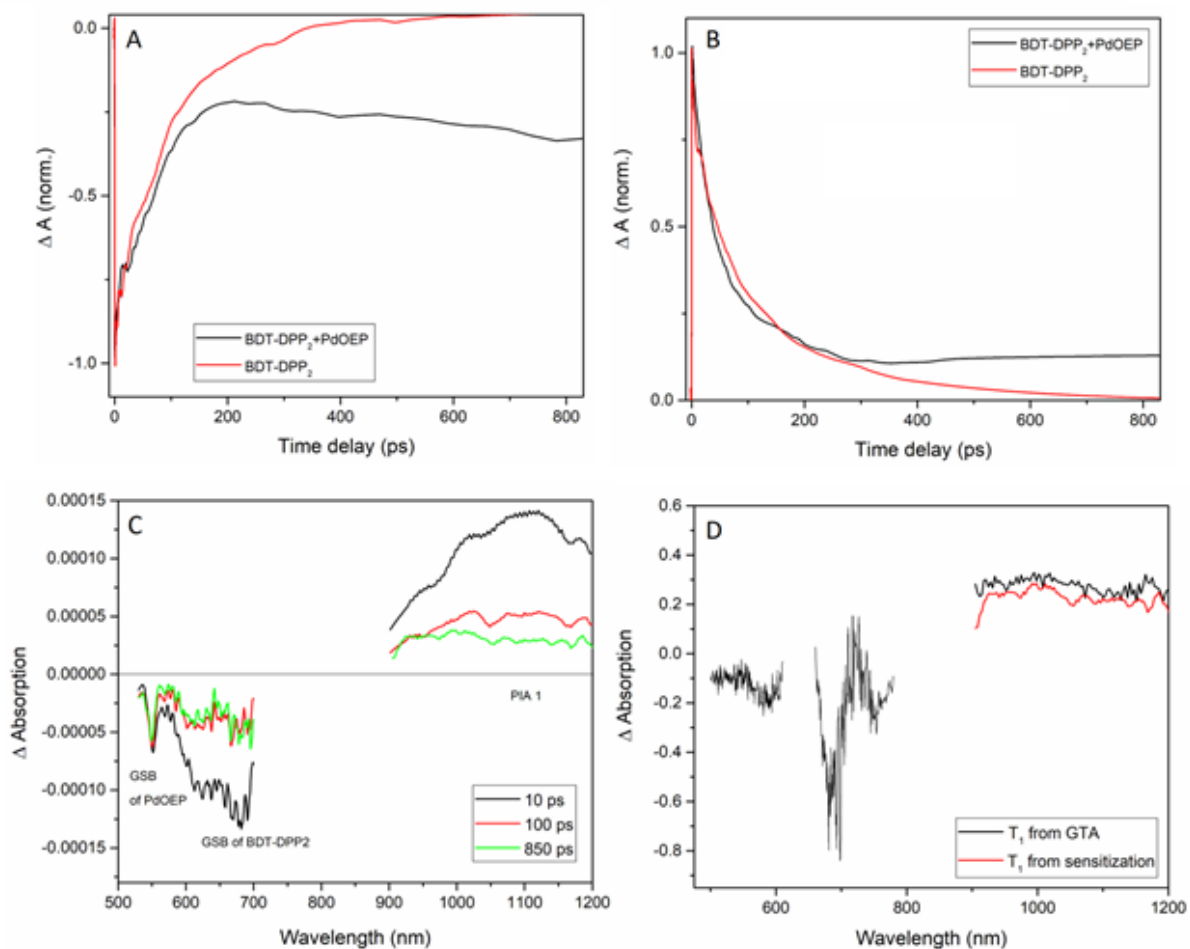 A
0.0
-0.5
-1.0
Δ A (norm.)
BDT-DPP₂+PdOEP
BDT-DPP₂
0 200 400 600 800
Time delay (ps)
B
1.0
0.5
0.0
Δ A (norm.)
BDT-DPP₂+PdOEP
BDT-DPP₂
0 200 400 600 800
Time delay (ps)
C
0.00015
0.00010
0.00005
0.00000
0.00005
0.00010
0.00015
Δ Absorption
GSB
of PdOEP
GSB of BDT-DPP2
PIA 1
10 ps
100 ps
850 ps
500 600 700 800 900 1000 1100 1200
Wavelength (nm)
D
0.6
0.4
0.2
0.0
-0.2
-0.4
-0.6
-0.8
Δ Absorption
T₁ from GTA
T₁ from sensitization
600 800 1000 1200
Wavelength (nm)